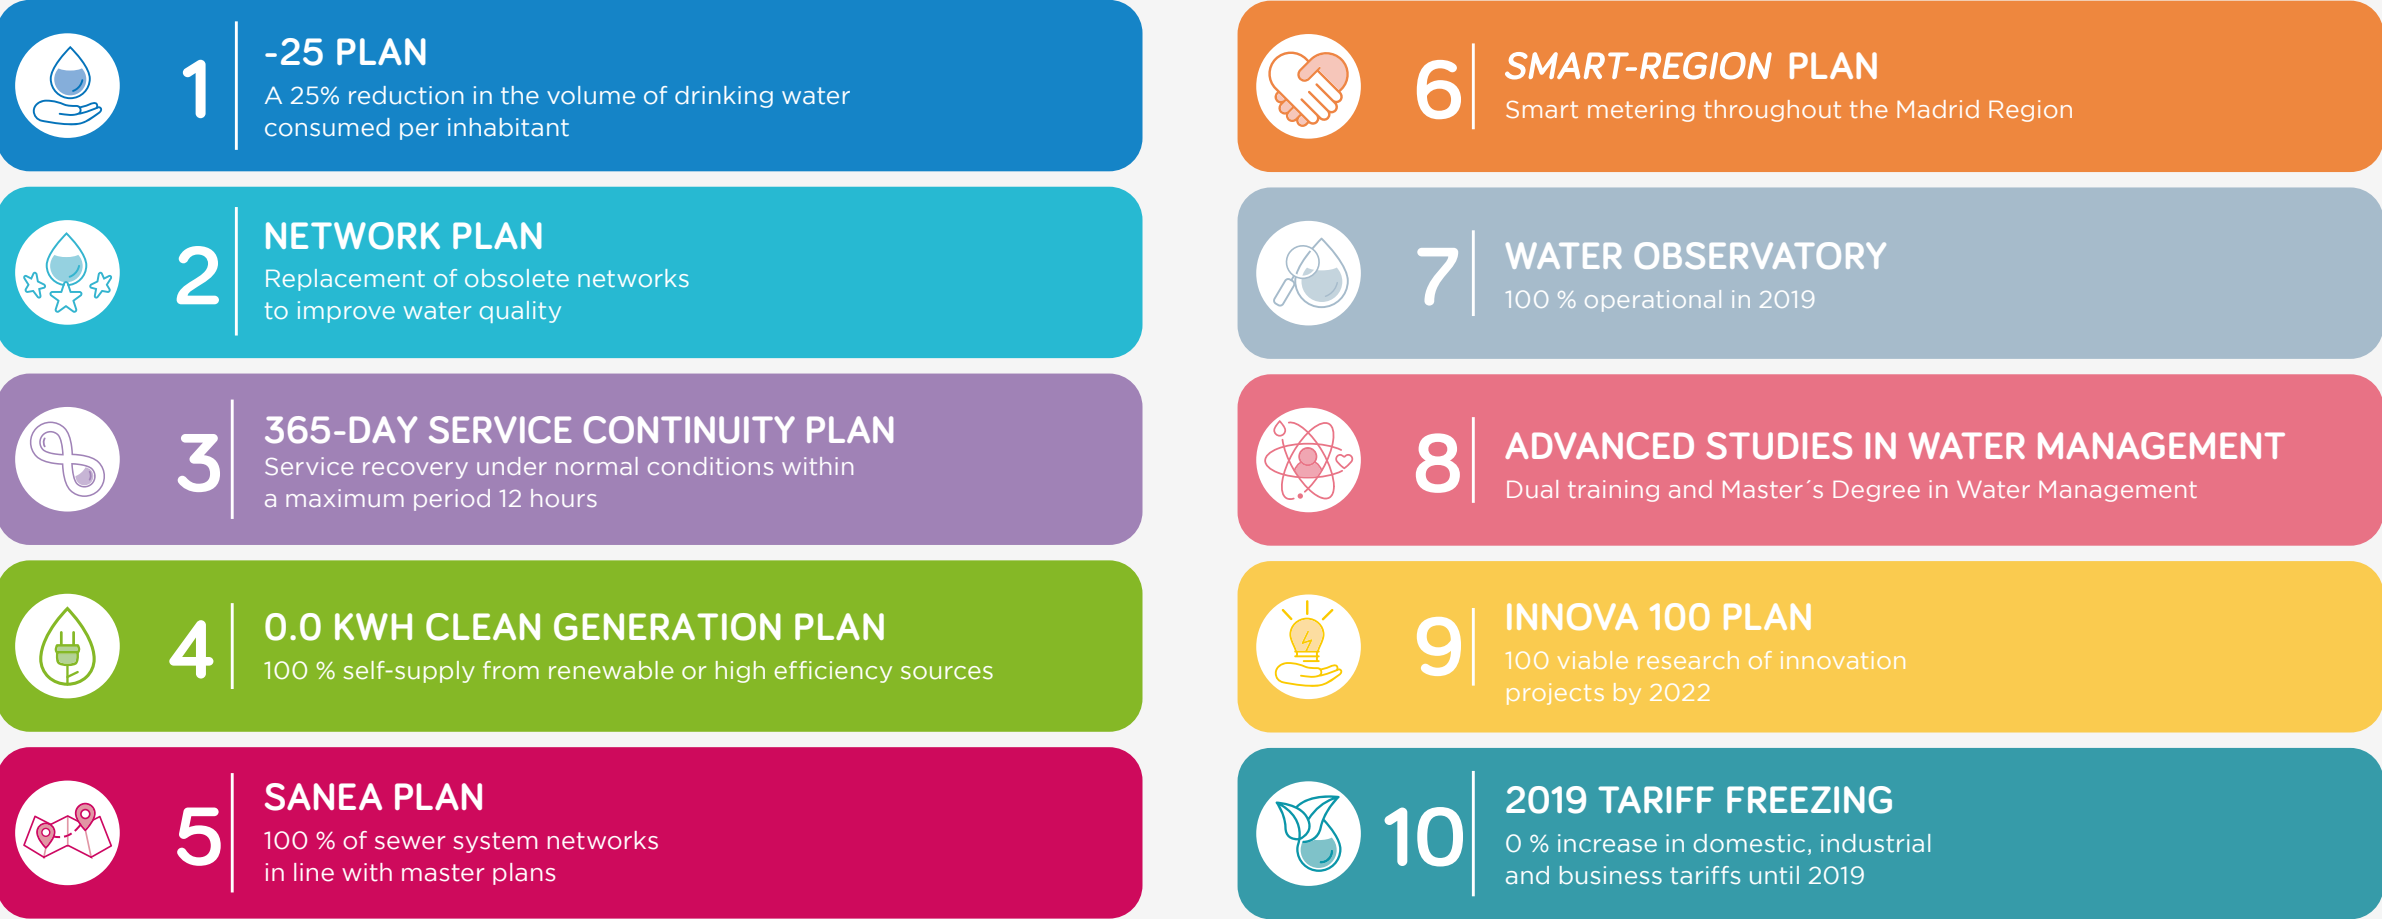 1
-25 PLAN
A 25% reduction in the volume of drinking water
consumed per inhabitant
2
NETWORK PLAN
Replacement of obsolete networks
to improve water quality
3
365-DAY SERVICE CONTINUITY PLAN
Service recovery under normal conditions within
a maximum period 12 hours
4
0.0 KWH CLEAN GENERATION PLAN
100 % self-supply from renewable or high efficiency sources
5
SANEA PLAN
100 % of sewer system networks
in line with master plans
6
SMART-REGION PLAN
Smart metering throughout the Madrid Region
7
WATER OBSERVATORY
100 % operational in 2019
8
ADVANCED STUDIES IN WATER MANAGEMENT
Dual training and Master´s Degree in Water Management
9
INNOVA 100 PLAN
100 viable research of innovation
projects by 2022
10
2019 TARIFF FREEZING
0 % increase in domestic, industrial
and business tariffs until 2019